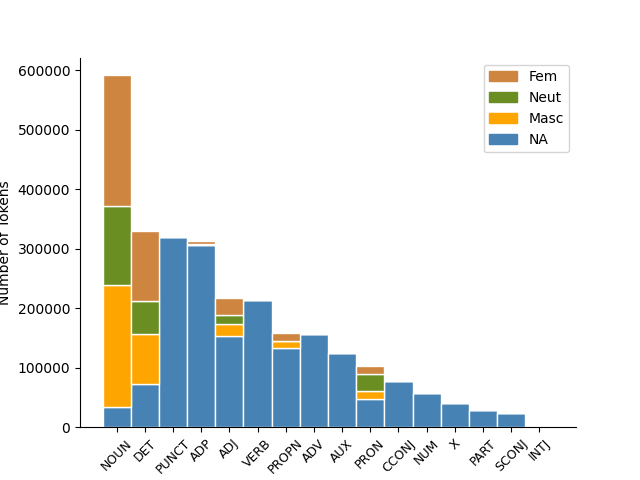 600000
500000
400000
300000
200000
100000
0
Number of Tokens
Fem
Neut
Masc
NA
NOUN
DET
PUNCT
ADP
ADJ
VERB
PROPN
ADV
AUX
PRON
CCONJ
NUM
X
PART
SCONJ
INTJ